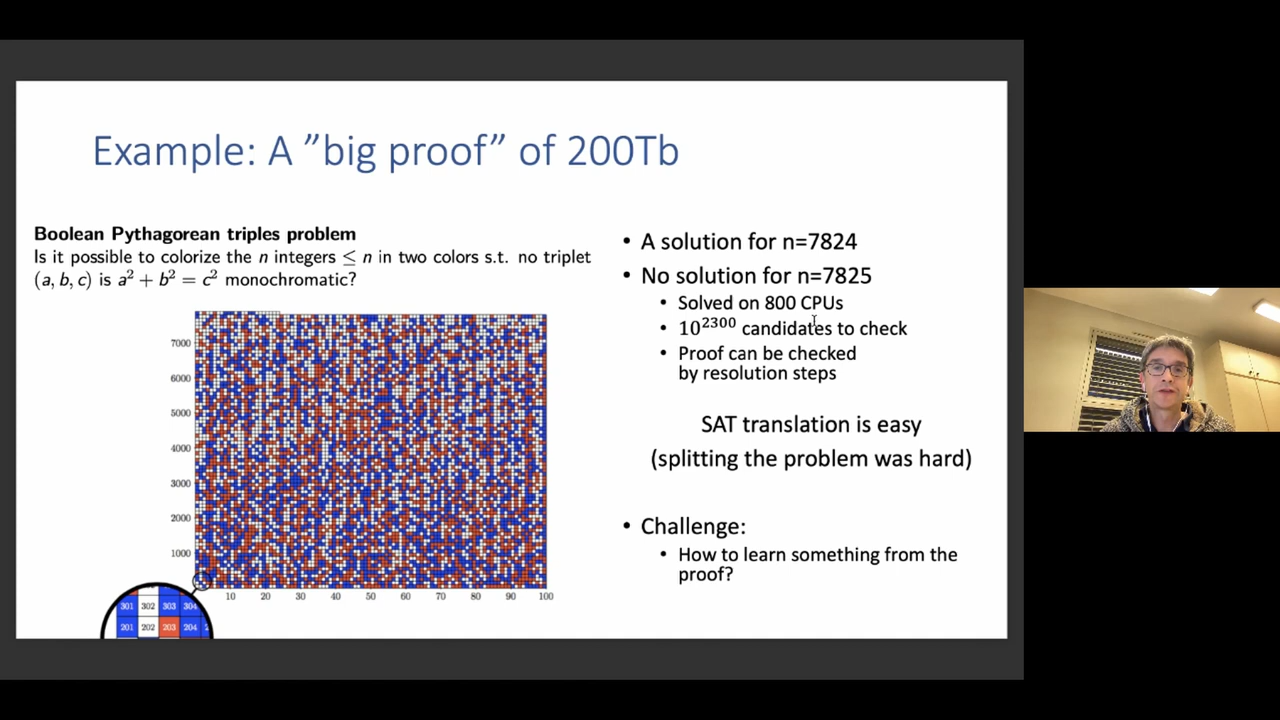 Example: A ”big proof” of 200Tb
Boolean Pythagorean triples problem
Is it possible to colorize the n integers ≤ n in two colors s.t. no triplet
(a, b, c) is a² + b² = c² monochromatic?
7000
6000
5000
4000
3000
2000
1000
10 20 30 40 50 60 70 80 90 100
301 302 303 304
201 202 203 204 2
• A solution for n=7824
• No solution for n=7825
• Solved on 800 CPUs
• 10²³⁰⁰ candidates to check
• Proof can be checked
by resolution steps
SAT translation is easy
(splitting the problem was hard)
• Challenge:
• How to learn something from the
proof?